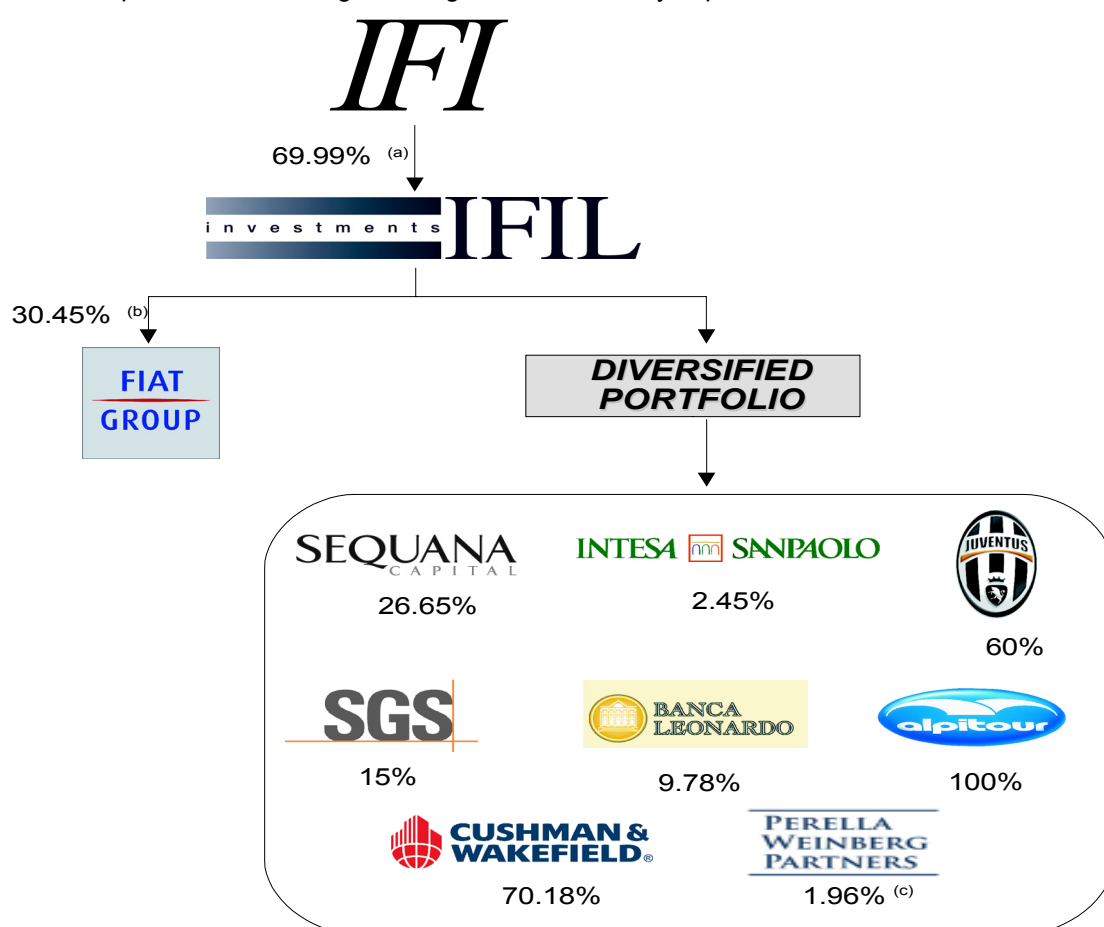 IFI
69.99% (a)
investments IFIL
30.45% (b)
FIAT
GROUP
DIVERSIFIED
PORTFOLIO
SEQUANA
CAPITAL
26.65%
INTESA SANPAOLO
2.45%
JUVENTUS
60%
SGS
15%
BANCA
LEONARDO
9.78%
alpitour
100%
CUSHMAN &
WAKEFIELD®
70.18%
PERELLA
WEINBERG
PARTNERS
1.96% (c)